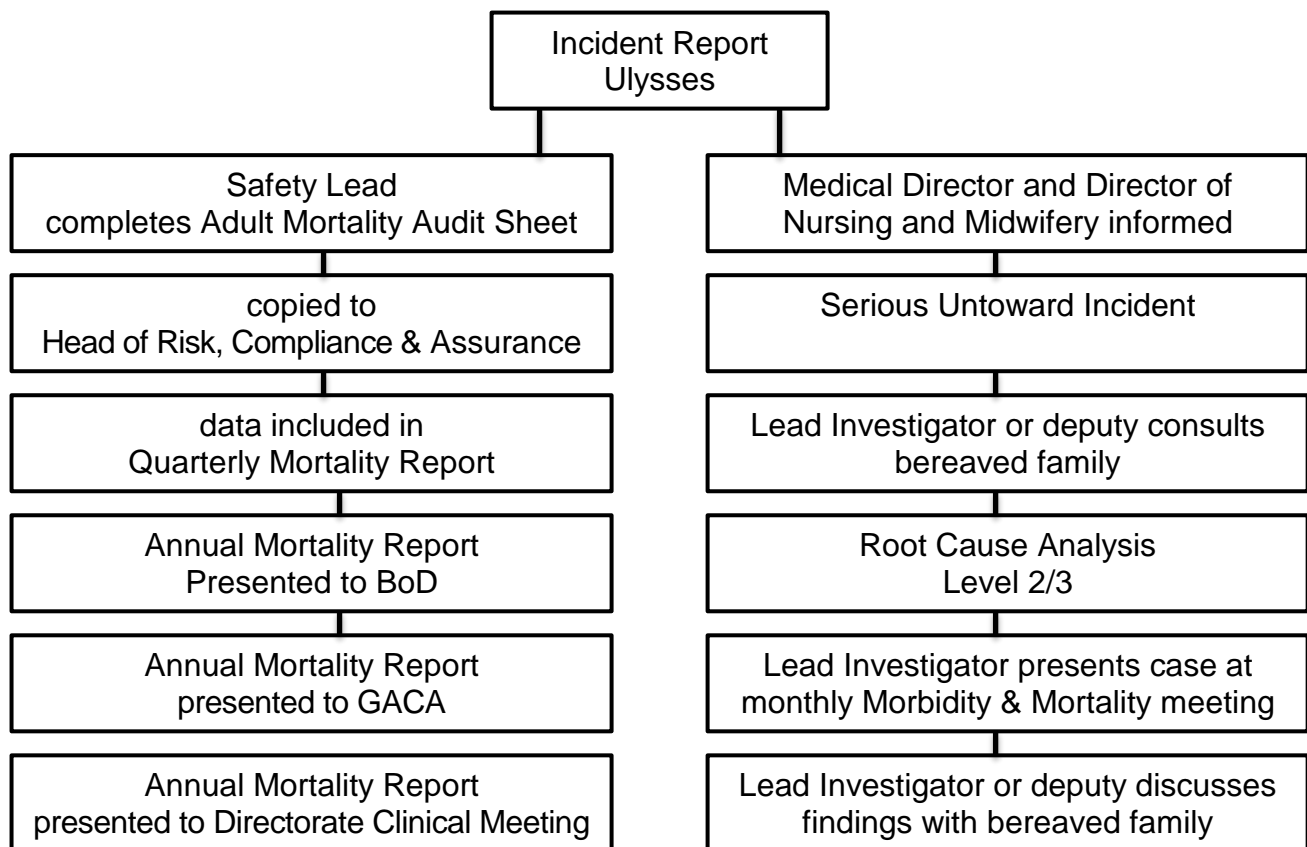 Incident Report
Ulysses
Safety Lead
completes Adult Mortality Audit Sheet
copied to
Head of Risk, Compliance & Assurance
data included in
Quarterly Mortality Report
Annual Mortality Report
Presented to BoD
Annual Mortality Report
presented to GACA
Annual Mortality Report
presented to Directorate Clinical Meeting
Medical Director and Director of
Nursing and Midwifery informed
Serious Untoward Incident
Lead Investigator or deputy consults
bereaved family
Root Cause Analysis
Level 2/3
Lead Investigator presents case at
monthly Morbidity & Mortality meeting
Lead Investigator or deputy discusses
findings with bereaved family